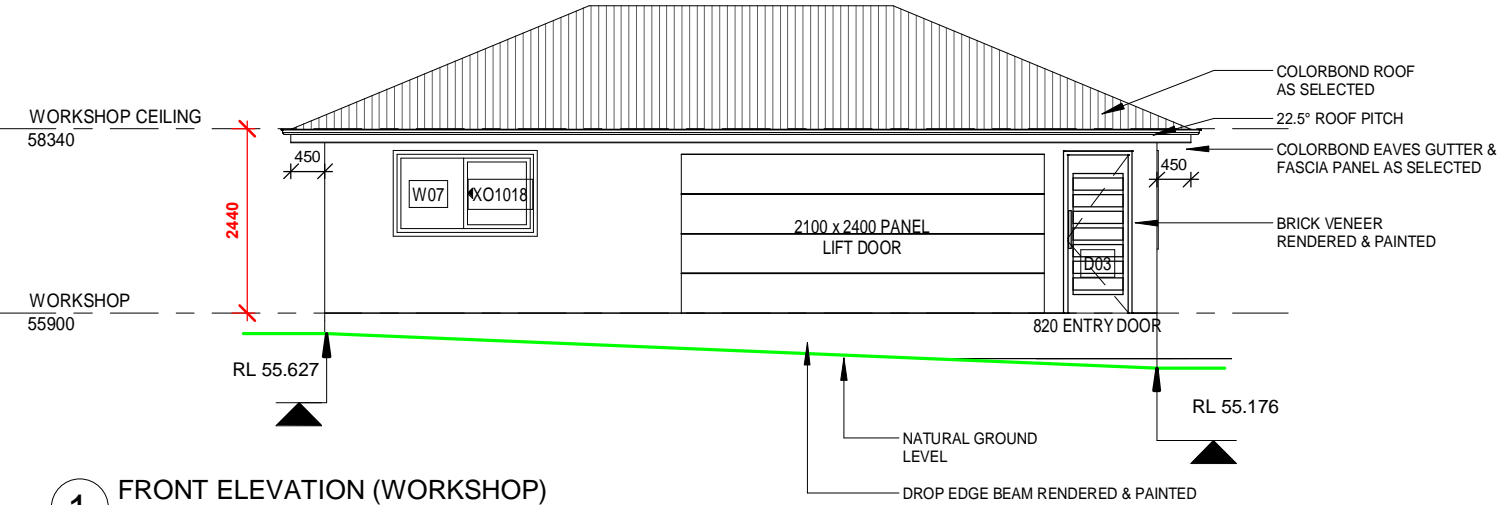 COLORBOND ROOF
AS SELECTED
WORKSHOP CEILING
58340
22.5° ROOF PITCH
COLORBOND EAVES GUTTER &
FASCIA PANEL AS SELECTED
450
450
W07
XO1018
2440
2100 x 2400 PANEL
LIFT DOOR
BRICK VENEER
RENDERED & PAINTED
D03
WORKSHOP
55900
820 ENTRY DOOR
RL 55.627
RL 55.176
NATURAL GROUND
LEVEL
1
FRONT ELEVATION (WORKSHOP)
DROP EDGE BEAM RENDERED & PAINTED